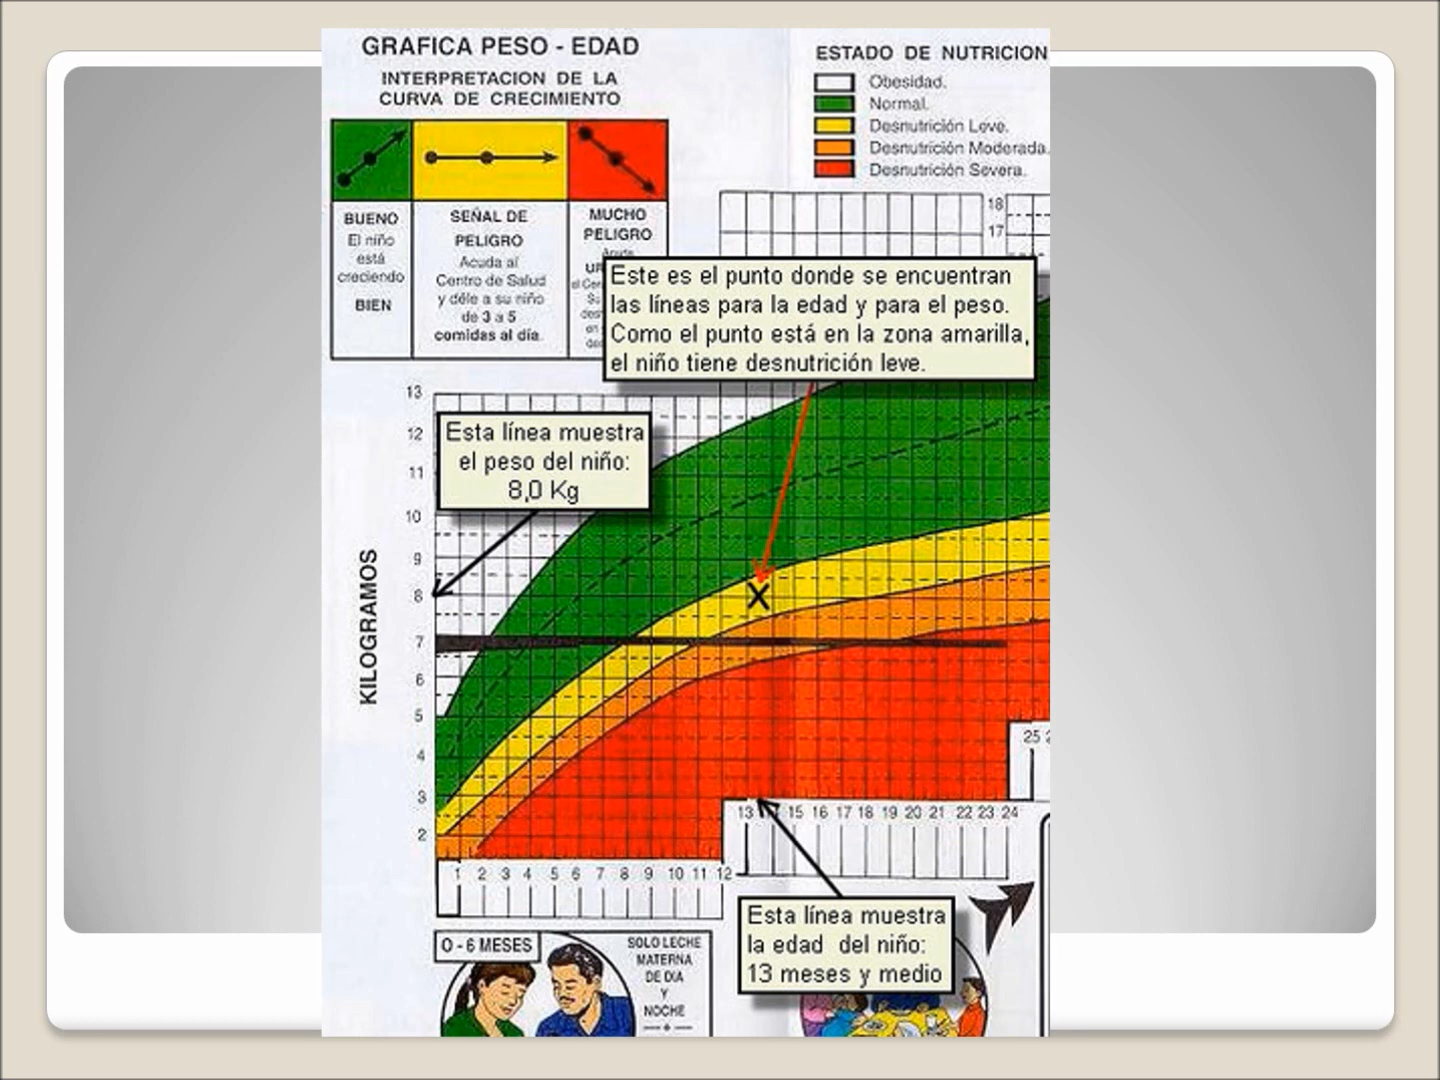 GRAFICA PESO - EDAD
INTERPRETACION DE LA
CURVA DE CRECIMIENTO
BUENO
El niño
está
creciendo
BIEN
SEÑAL DE
PELIGRO
Acuda al
Centro de Salud
y déle a su niño
de 3 a 5
comidas al día.
MUCHO
PELIGRO
ESTADO DE NUTRICION
Obesidad.
Normal.
Desnutrición Leve.
Desnutrición Moderada.
Desnutrición Severa.
18
17
Este es el punto donde se encuentran
las líneas para la edad y para el peso.
Como el punto está en la zona amarilla,
el niño tiene desnutrición leve.
Esta línea muestra
el peso del niño:
8,0 Kg
KILOGRAMOS
13
12
11
10
9
8
7
6
5
4
3
2
X
1 2 3 4 5 6 7 8 9 10 11 12
13 15 16 17 18 19 20 21 22 23 24
25
Esta línea muestra
la edad del niño:
13 meses y medio
0 - 6 MESES
SOLO LECHE
MATERNA
DE DIA
Y
NOCHE